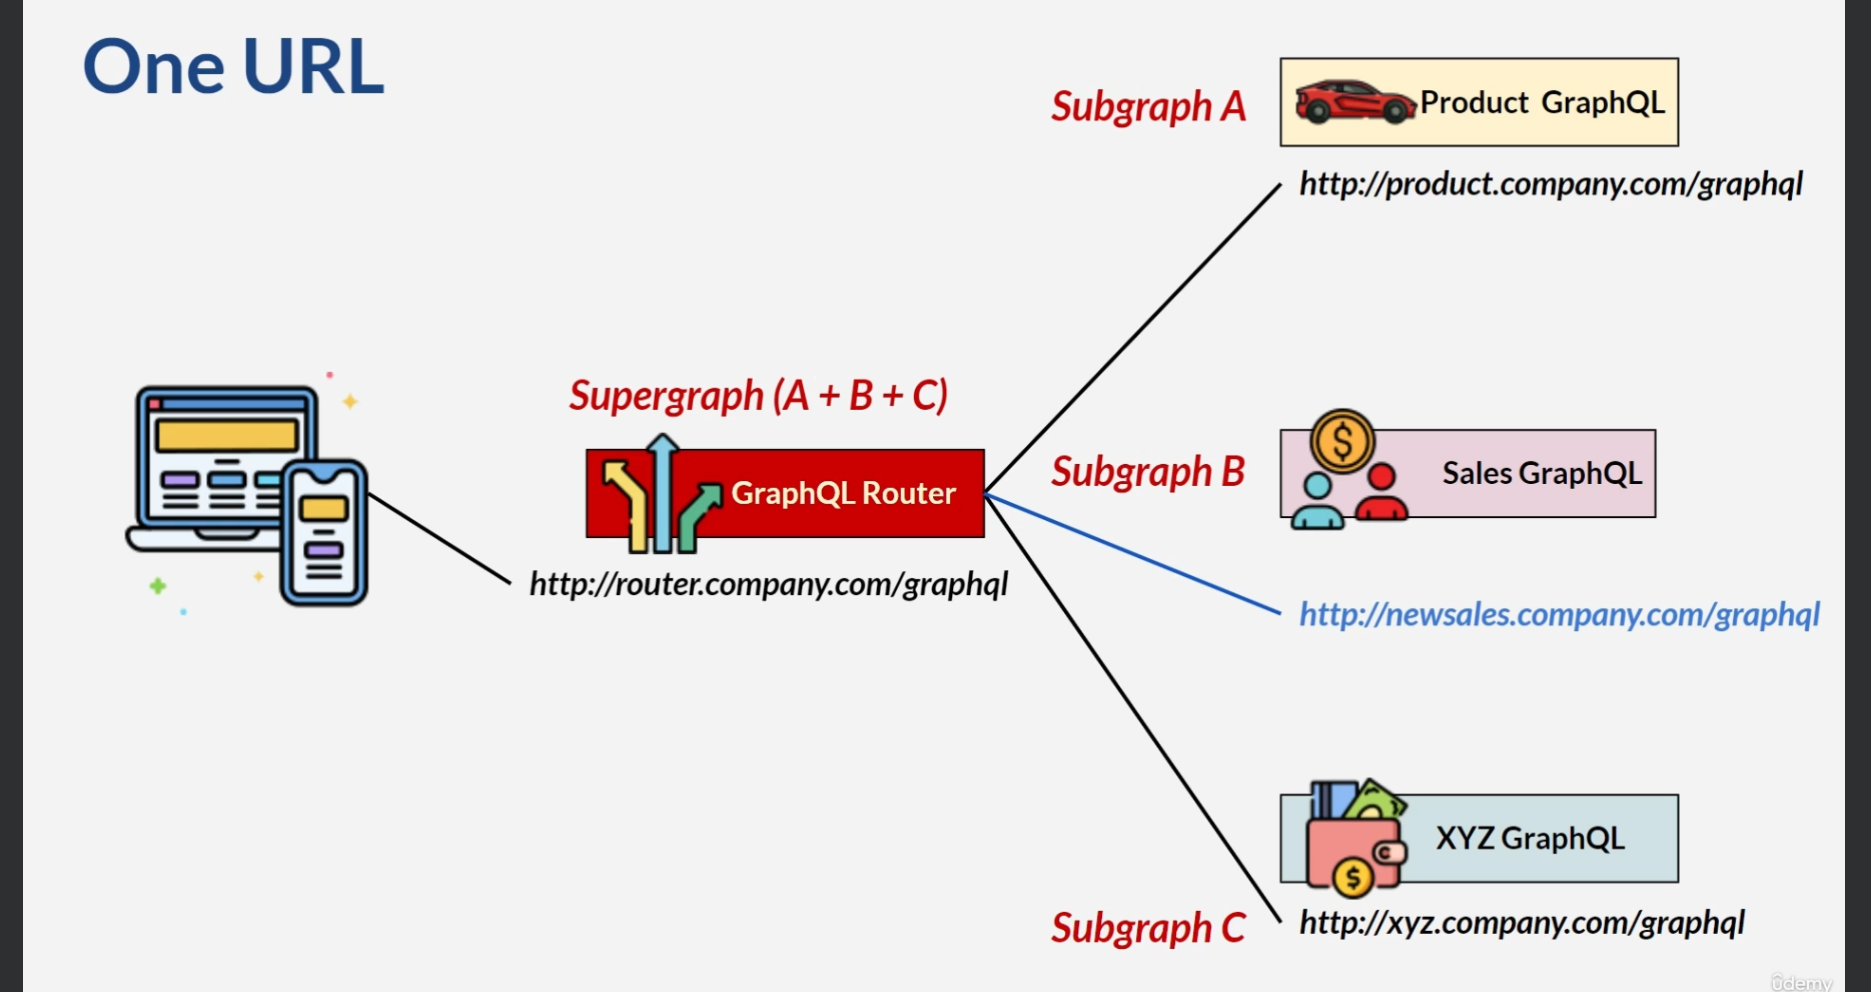 One URL
Subgraph A
Product GraphQL
http://product.company.com/graphql
Supergraph (A + B + C)
GraphQL Router
http://router.company.com/graphql
Subgraph B
$
Sales GraphQL
http://newsales.company.com/graphql
XYZ GraphQL
$
Subgraph C
http://xyz.company.com/graphql
ûdemy